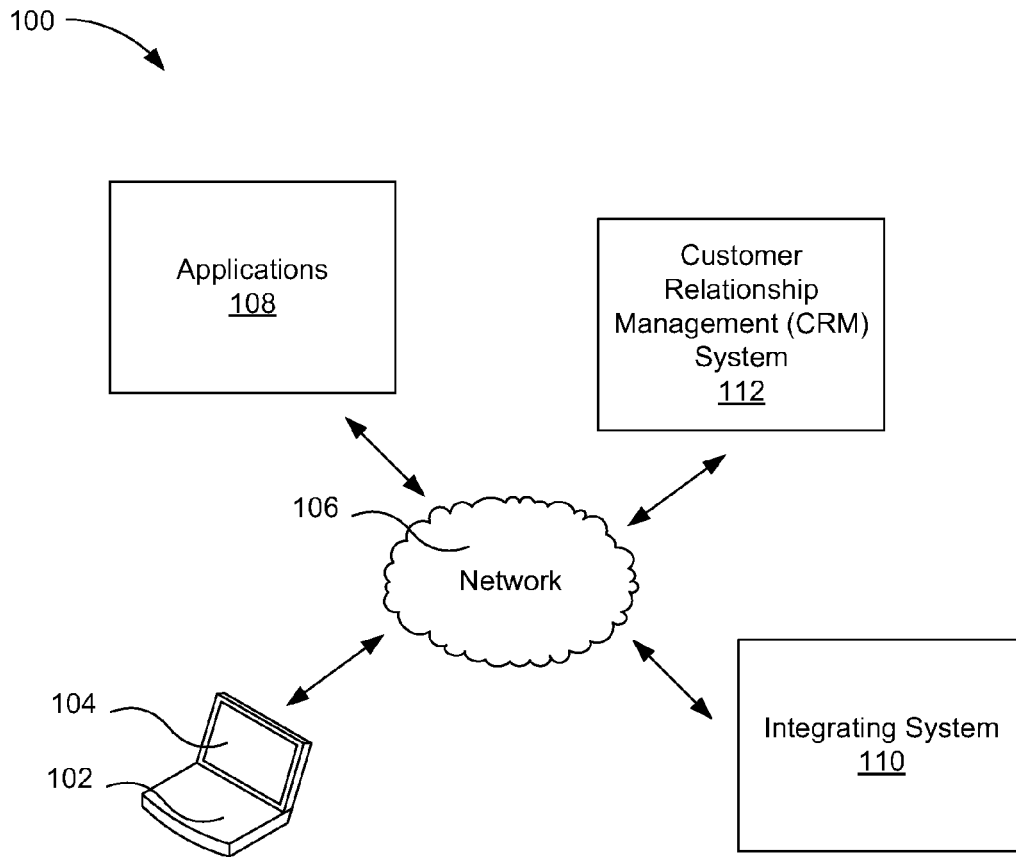 100
Applications
108
Customer
Relationship
Management (CRM)
System
112
106
Network
104
102
Integrating System
110